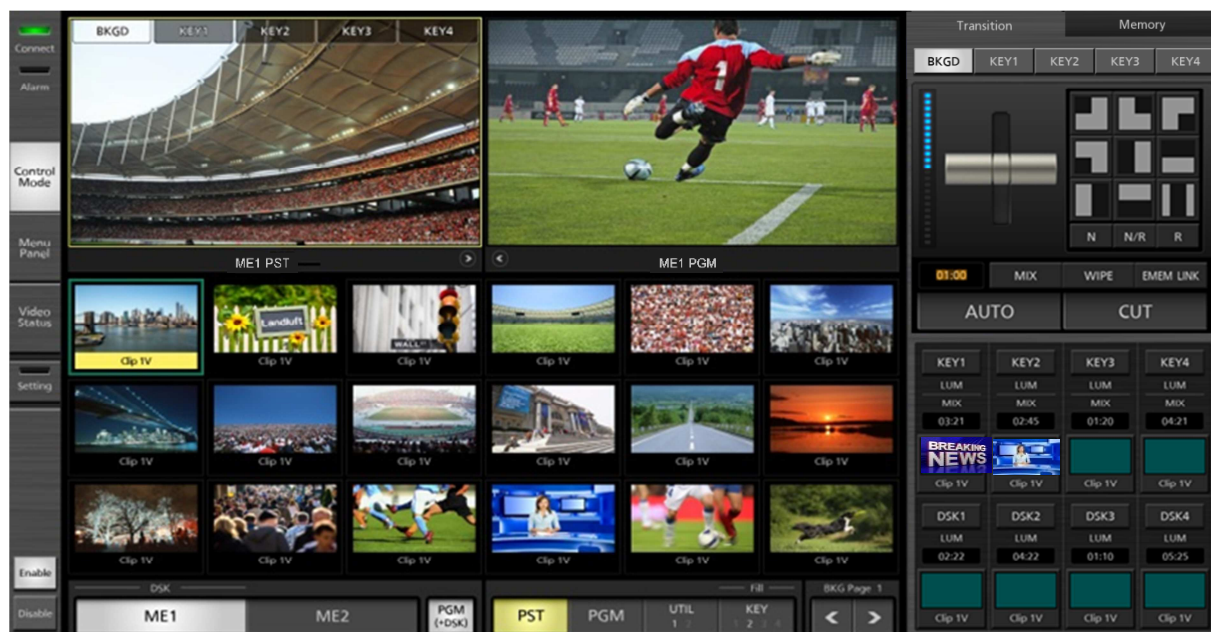 Connect
Alarm
Control
Mode
Menu
Panel
Video
Status
Setting
Enable
Disable
BKGD KEY1 KEY2 KEY3 KEY4
1
ME1 PST
ME1 PGM
Landluft
WALL ST
Clip 1V Clip 1V Clip 1V Clip 1V Clip 1V Clip 1V
Clip 1V Clip 1V Clip 1V Clip 1V Clip 1V Clip 1V
Clip 1V Clip 1V Clip 1V Clip 1V Clip 1V Clip 1V
DSK
ME1 ME2
PGM
(+DSK)
Fill
PST PGM
UTIL
1 2
KEY
1 2 3 4
BKG Page 1
< >
Transition Memory
BKGD KEY1 KEY2 KEY3 KEY4
N N/R R
01:00 MIX WIPE EMEM LINK
AUTO CUT
KEY1 KEY2 KEY3 KEY4
LUM LUM LUM LUM
MIX MIX MIX MIX
03:21 02:45 01:20 04:21
BREAKING
NEWS
Clip 1V Clip 1V Clip 1V Clip 1V
DSK1 DSK2 DSK3 DSK4
LUM LUM LUM LUM
02:22 04:22 01:10 05:25
Clip 1V Clip 1V Clip 1V Clip 1V